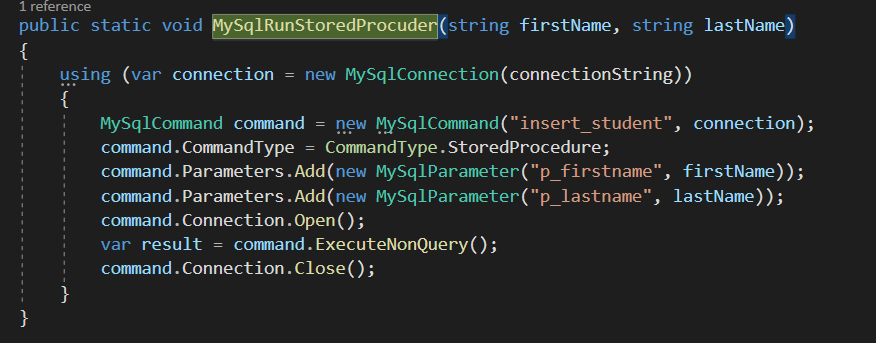 1 reference
public static void MySqlRunStoredProcuder(string firstName, string lastName)
{
using (var connection = new MySqlConnection(connectionString))
{
MySqlCommand command = new MySqlCommand("insert_student", connection);
command.CommandType = CommandType.StoredProcedure;
command.Parameters.Add(new MySqlParameter("p_firstname", firstName));
command.Parameters.Add(new MySqlParameter("p_lastname", lastName));
command.Connection.Open();
var result = command.ExecuteNonQuery();
command.Connection.Close();
}
}